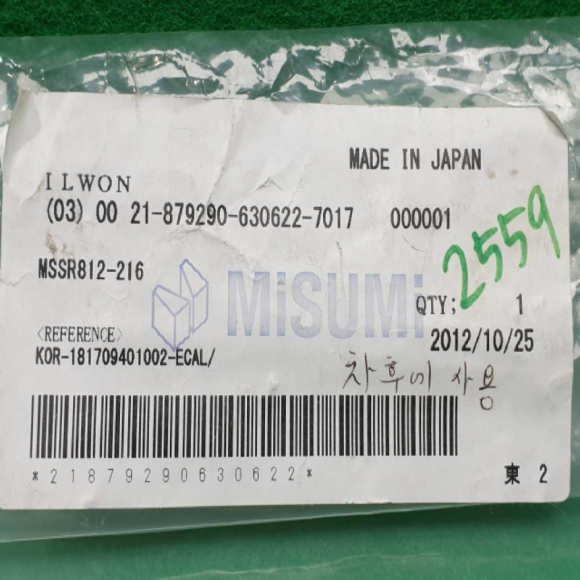 MADE IN JAPAN
ILWON
(03) 00 21-879290-630622-7017 000001
2559
MSSR812-216
MiSUMi
QTY; 1
<REFERENCE>
2012/10/25
KOR-181709401002-ECAL/
차후에 사용
*218792906306​22*
東 2